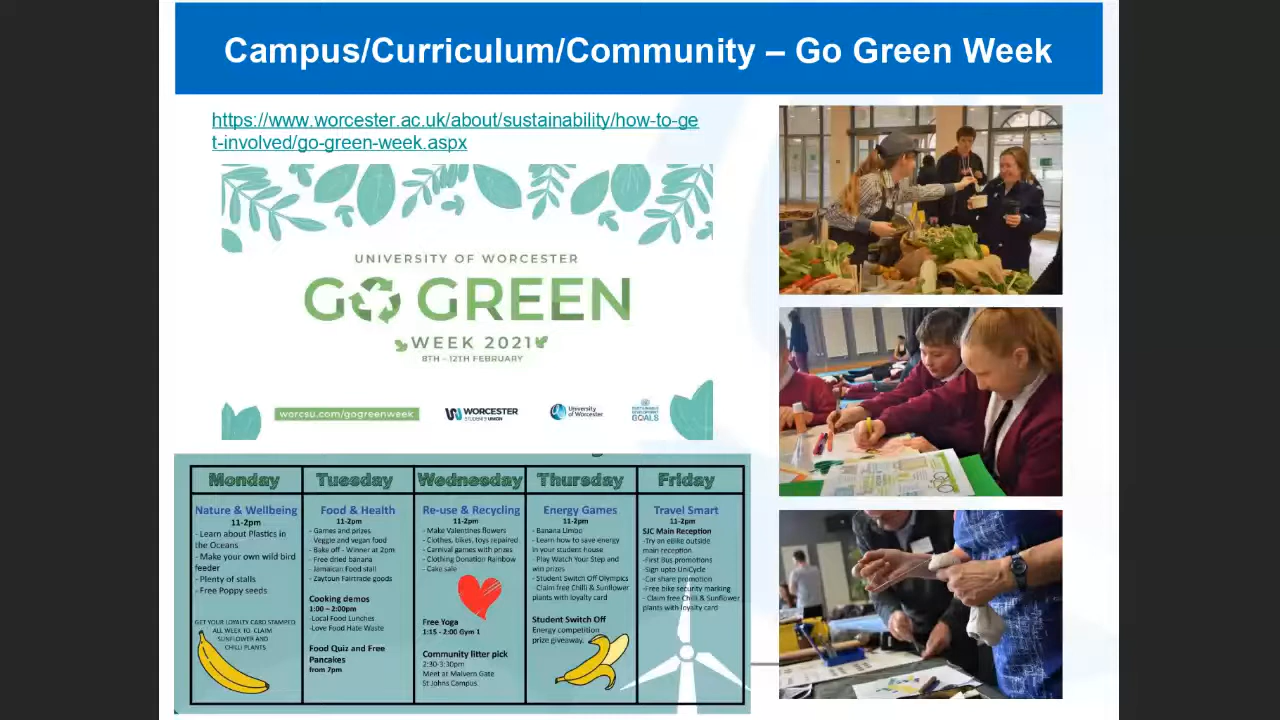 Campus/Curriculum/Community – Go Green Week
https://www.worcester.ac.uk/about/sustainability/how-to-ge
t-involved/go-green-week.aspx
UNIVERSITY OF WORCESTER
GO GREEN
WEEK 2021
8TH - 12TH FEBRUARY
worcsu.com/gogreenweek
WORCESTER
STUDENTS' UNION
University
of Worcester
SUSTAINABLE
DEVELOPMENT
GOALS
Monday
Nature & Wellbeing
11-2pm
- Learn about Plastics in
the Oceans
- Make your own wild bird
feeder
- Plenty of stalls
- Free Poppy seeds
GET YOUR LOYALTY CARD STAMPED
ALL WEEK TO CLAIM
SUNFLOWER AND
CHILLI PLANTS
Tuesday
Food & Health
11-2pm
- Games and prizes
- Veggie and vegan food
- Bake off - Winner at 2pm
- Free dried banana
- Jamaican Food stall
- Zaytoun Fairtrade goods
Cooking demos
1:00 – 2:00pm
-Local Food Lunches
-Love Food Hate Waste
Food Quiz and Free
Pancakes
from 7pm
Wednesday
Re-use & Recycling
11-2pm
- Make Valentines flowers
- Clothes, bikes, toys repaired
- Carnival games with prizes
- Clothing Donation Rainbow
- Cake sale
Free Yoga
1:15 - 2:00 Gym 1
Community litter pick
2:30-3:30pm
Meet at Malvern Gate
St Johns Campus
Thursday
Energy Games
11-2pm
- Banana Limbo
- Learn how to save energy
in your student house
- Play Watch Your Step and
win prizes
- Student Switch Off Olympics
- Claim free Chilli & Sunflower
plants with loyalty card
Student Switch Off
Energy competition
prize giveaway.
Friday
Travel Smart
11-2pm
SJC Main Reception
-Try an eBike outside
main reception
-First Bus promotions
-Sign upto UniCycle
-Car share promotion
-Free bike security marking
- Claim free Chilli & Sunflower
plants with loyalty card